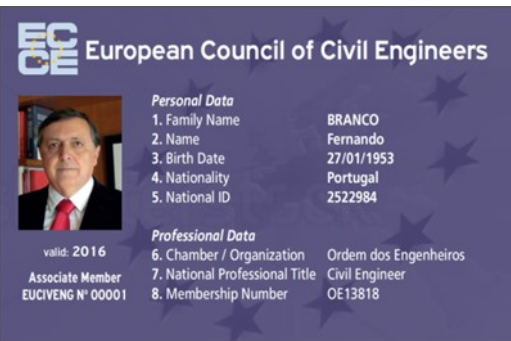 EC
CE
European Council of Civil Engineers
Personal Data
1. Family Name BRANCO
2. Name Fernando
3. Birth Date 27/01/1953
4. Nationality Portugal
5. National ID 2522984
valid: 2016
Associate Member
EUCIVENG Nº 00001
Professional Data
6. Chamber / Organization Ordem dos Engenheiros
7. National Professional Title Civil Engineer
8. Membership Number OE13818